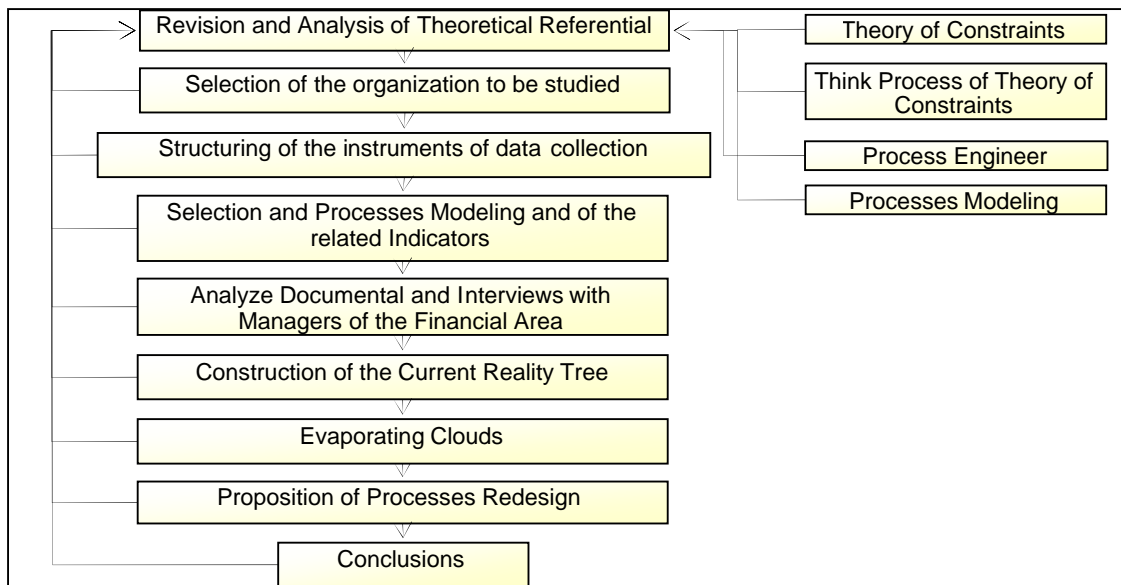 Revision and Analysis of Theoretical Referential
Selection of the organization to be studied
Structuring of the instruments of data collection
Selection and Processes Modeling and of the
related Indicators
Analyze Documental and Interviews with
Managers of the Financial Area
Construction of the Current Reality Tree
Evaporating Clouds
Proposition of Processes Redesign
Conclusions
Theory of Constraints
Think Process of Theory of
Constraints
Process Engineer
Processes Modeling